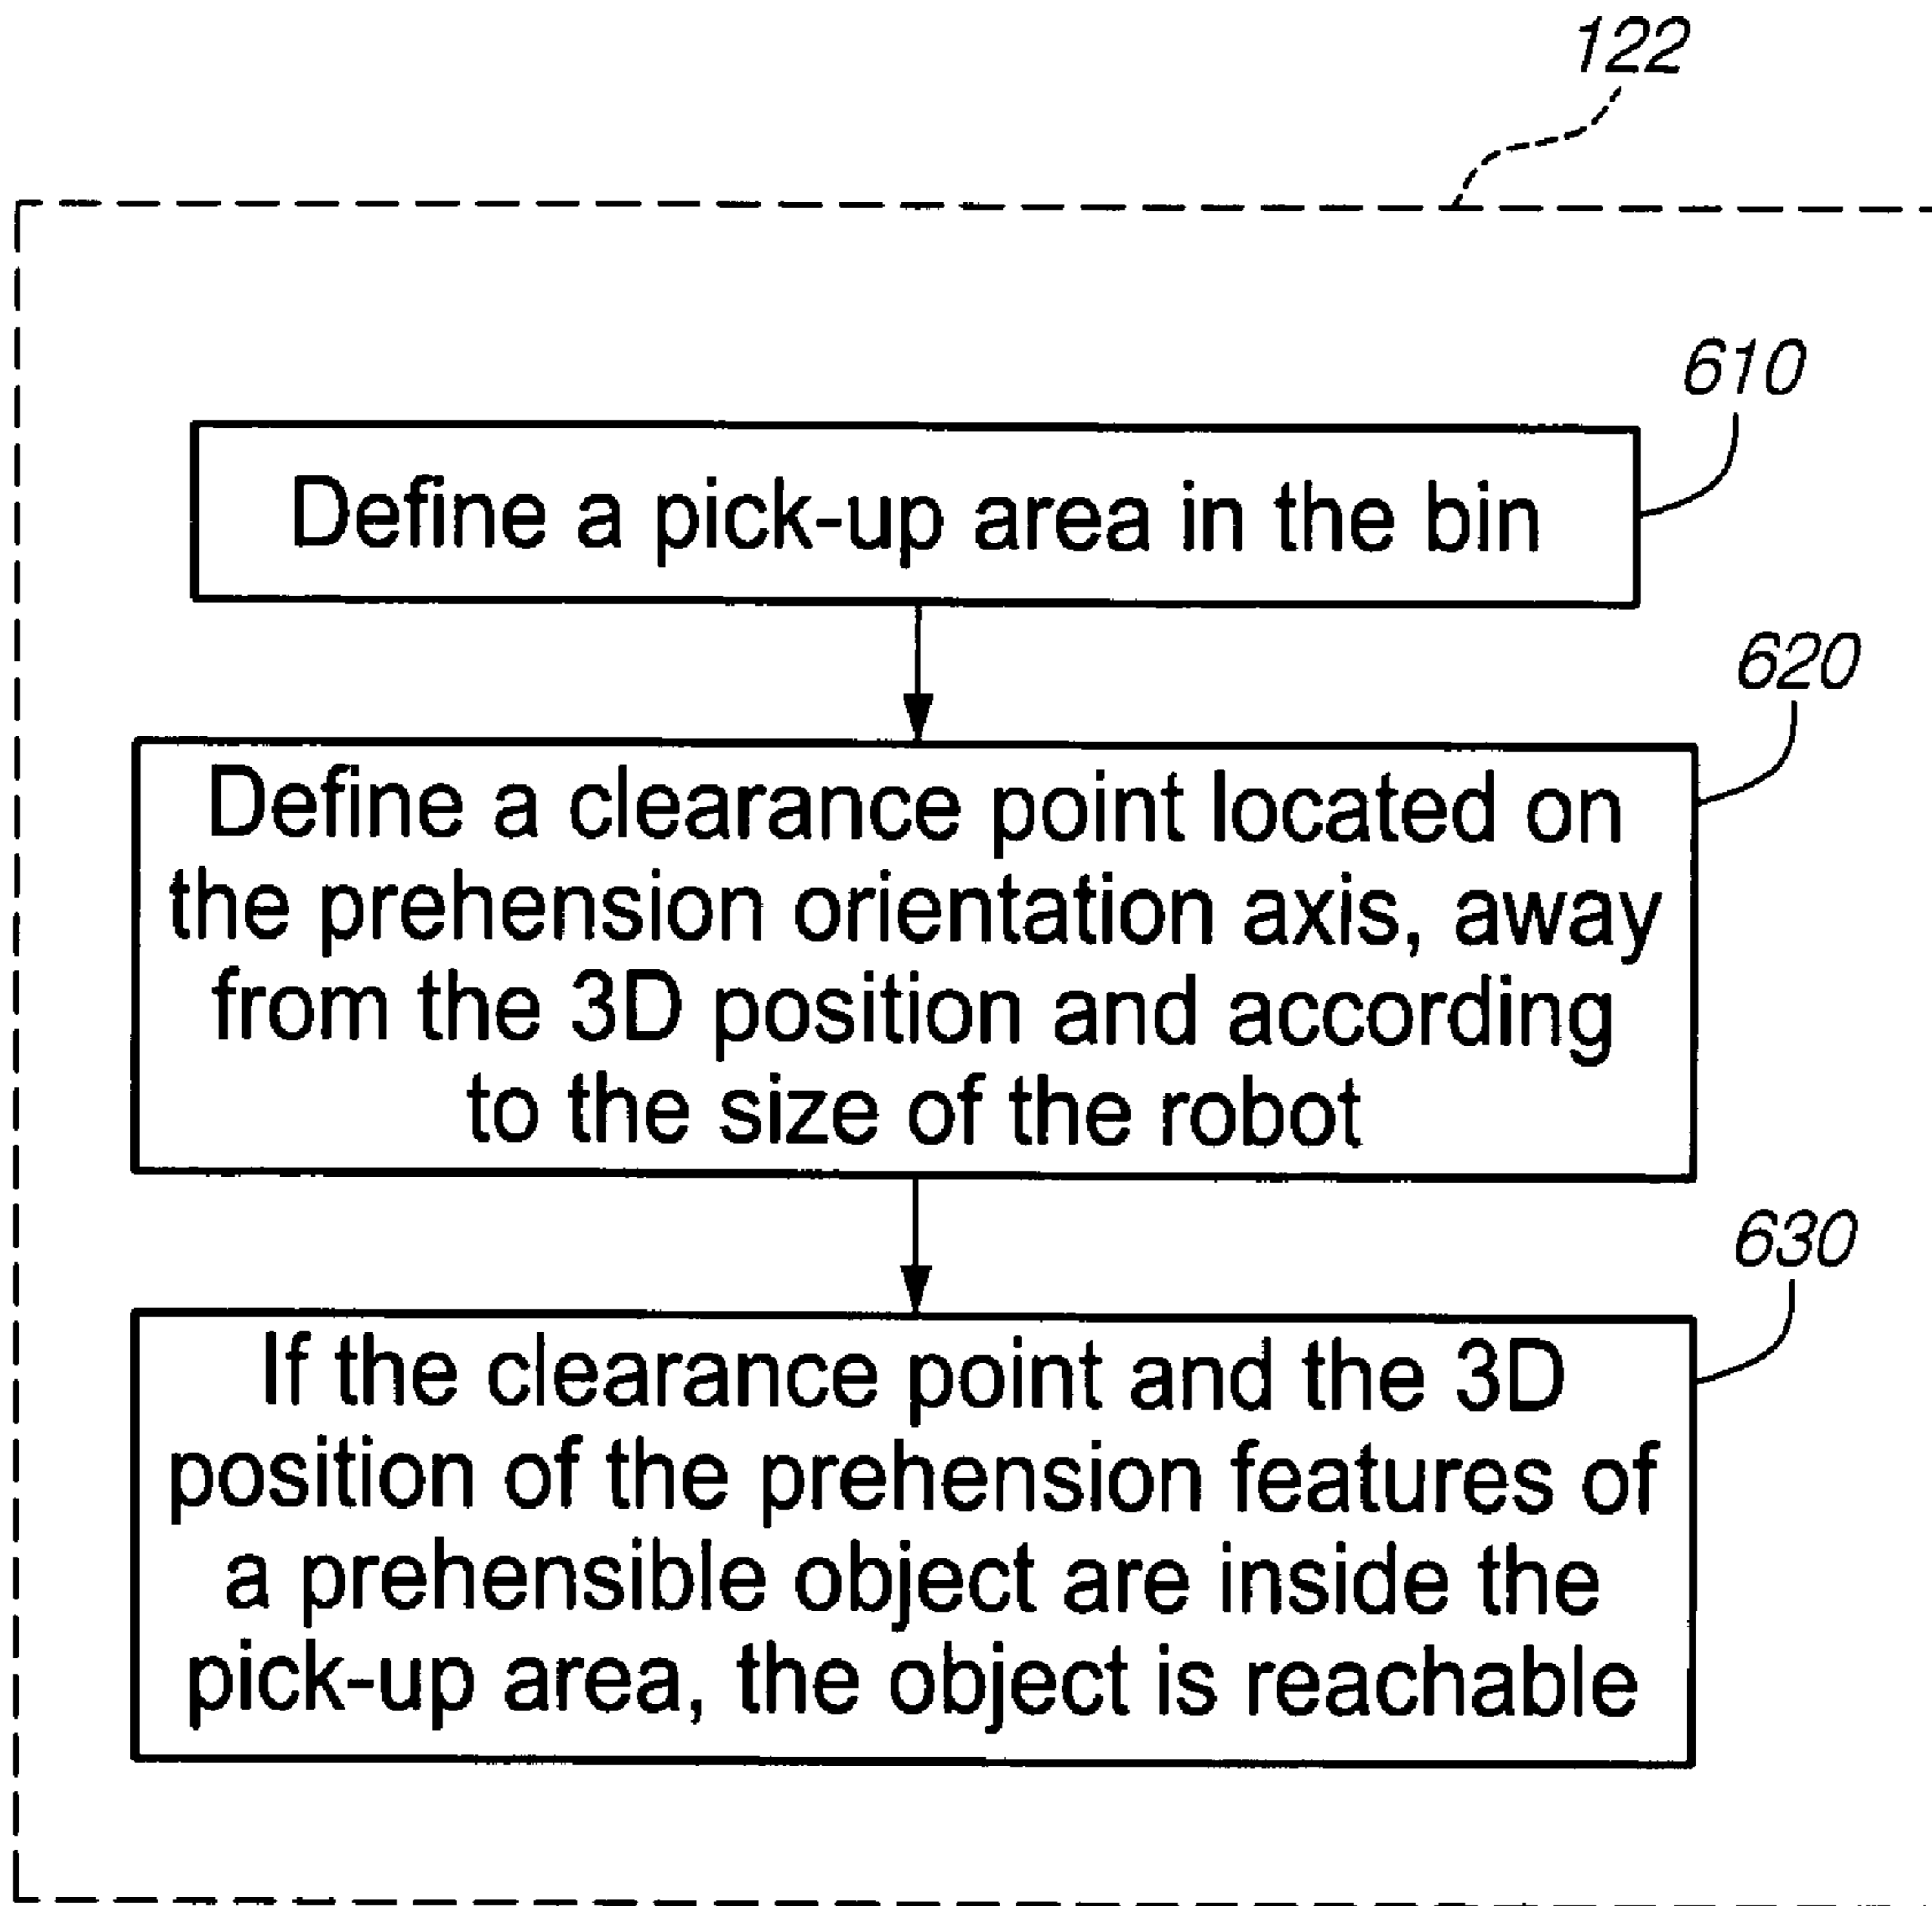 122
610
Define a pick-up area in the bin
620
Define a clearance point located on
the prehension orientation axis, away
from the 3D position and according
to the size of the robot
630
If the clearance point and the 3D
position of the prehension features of
a prehensible object are inside the
pick-up area, the object is reachable